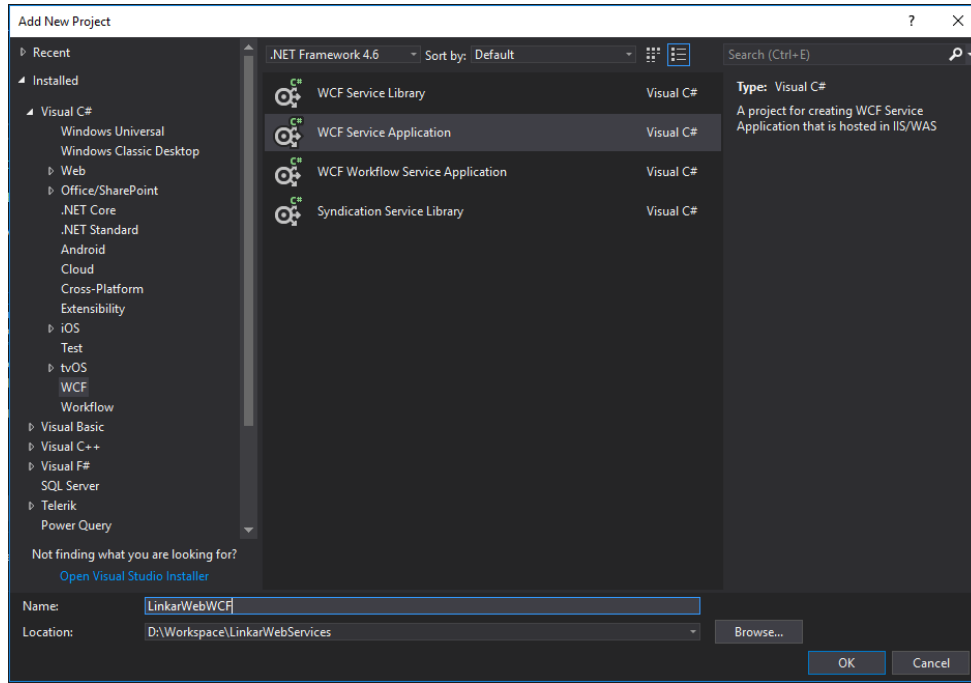 Add New Project
?
Recent
Installed
Visual C#
Windows Universal
Windows Classic Desktop
Web
Office/SharePoint
.NET Core
.NET Standard
Android
Cloud
Cross-Platform
Extensibility
iOS
Test
tvOS
WCF
Workflow
Visual Basic
Visual C++
Visual F#
SQL Server
Telerik
Power Query
Not finding what you are looking for?
Open Visual Studio Installer
.NET Framework 4.6 Sort by: Default
C# WCF Service Library Visual C#
C# WCF Service Application Visual C#
C# WCF Workflow Service Application Visual C#
C# Syndication Service Library Visual C#
Search (Ctrl+E)
Type: Visual C#
A project for creating WCF Service
Application that is hosted in IIS/WAS
Name: LinkarWebWCF
Location: D:\Workspace\LinkarWebServices Browse...
OK Cancel